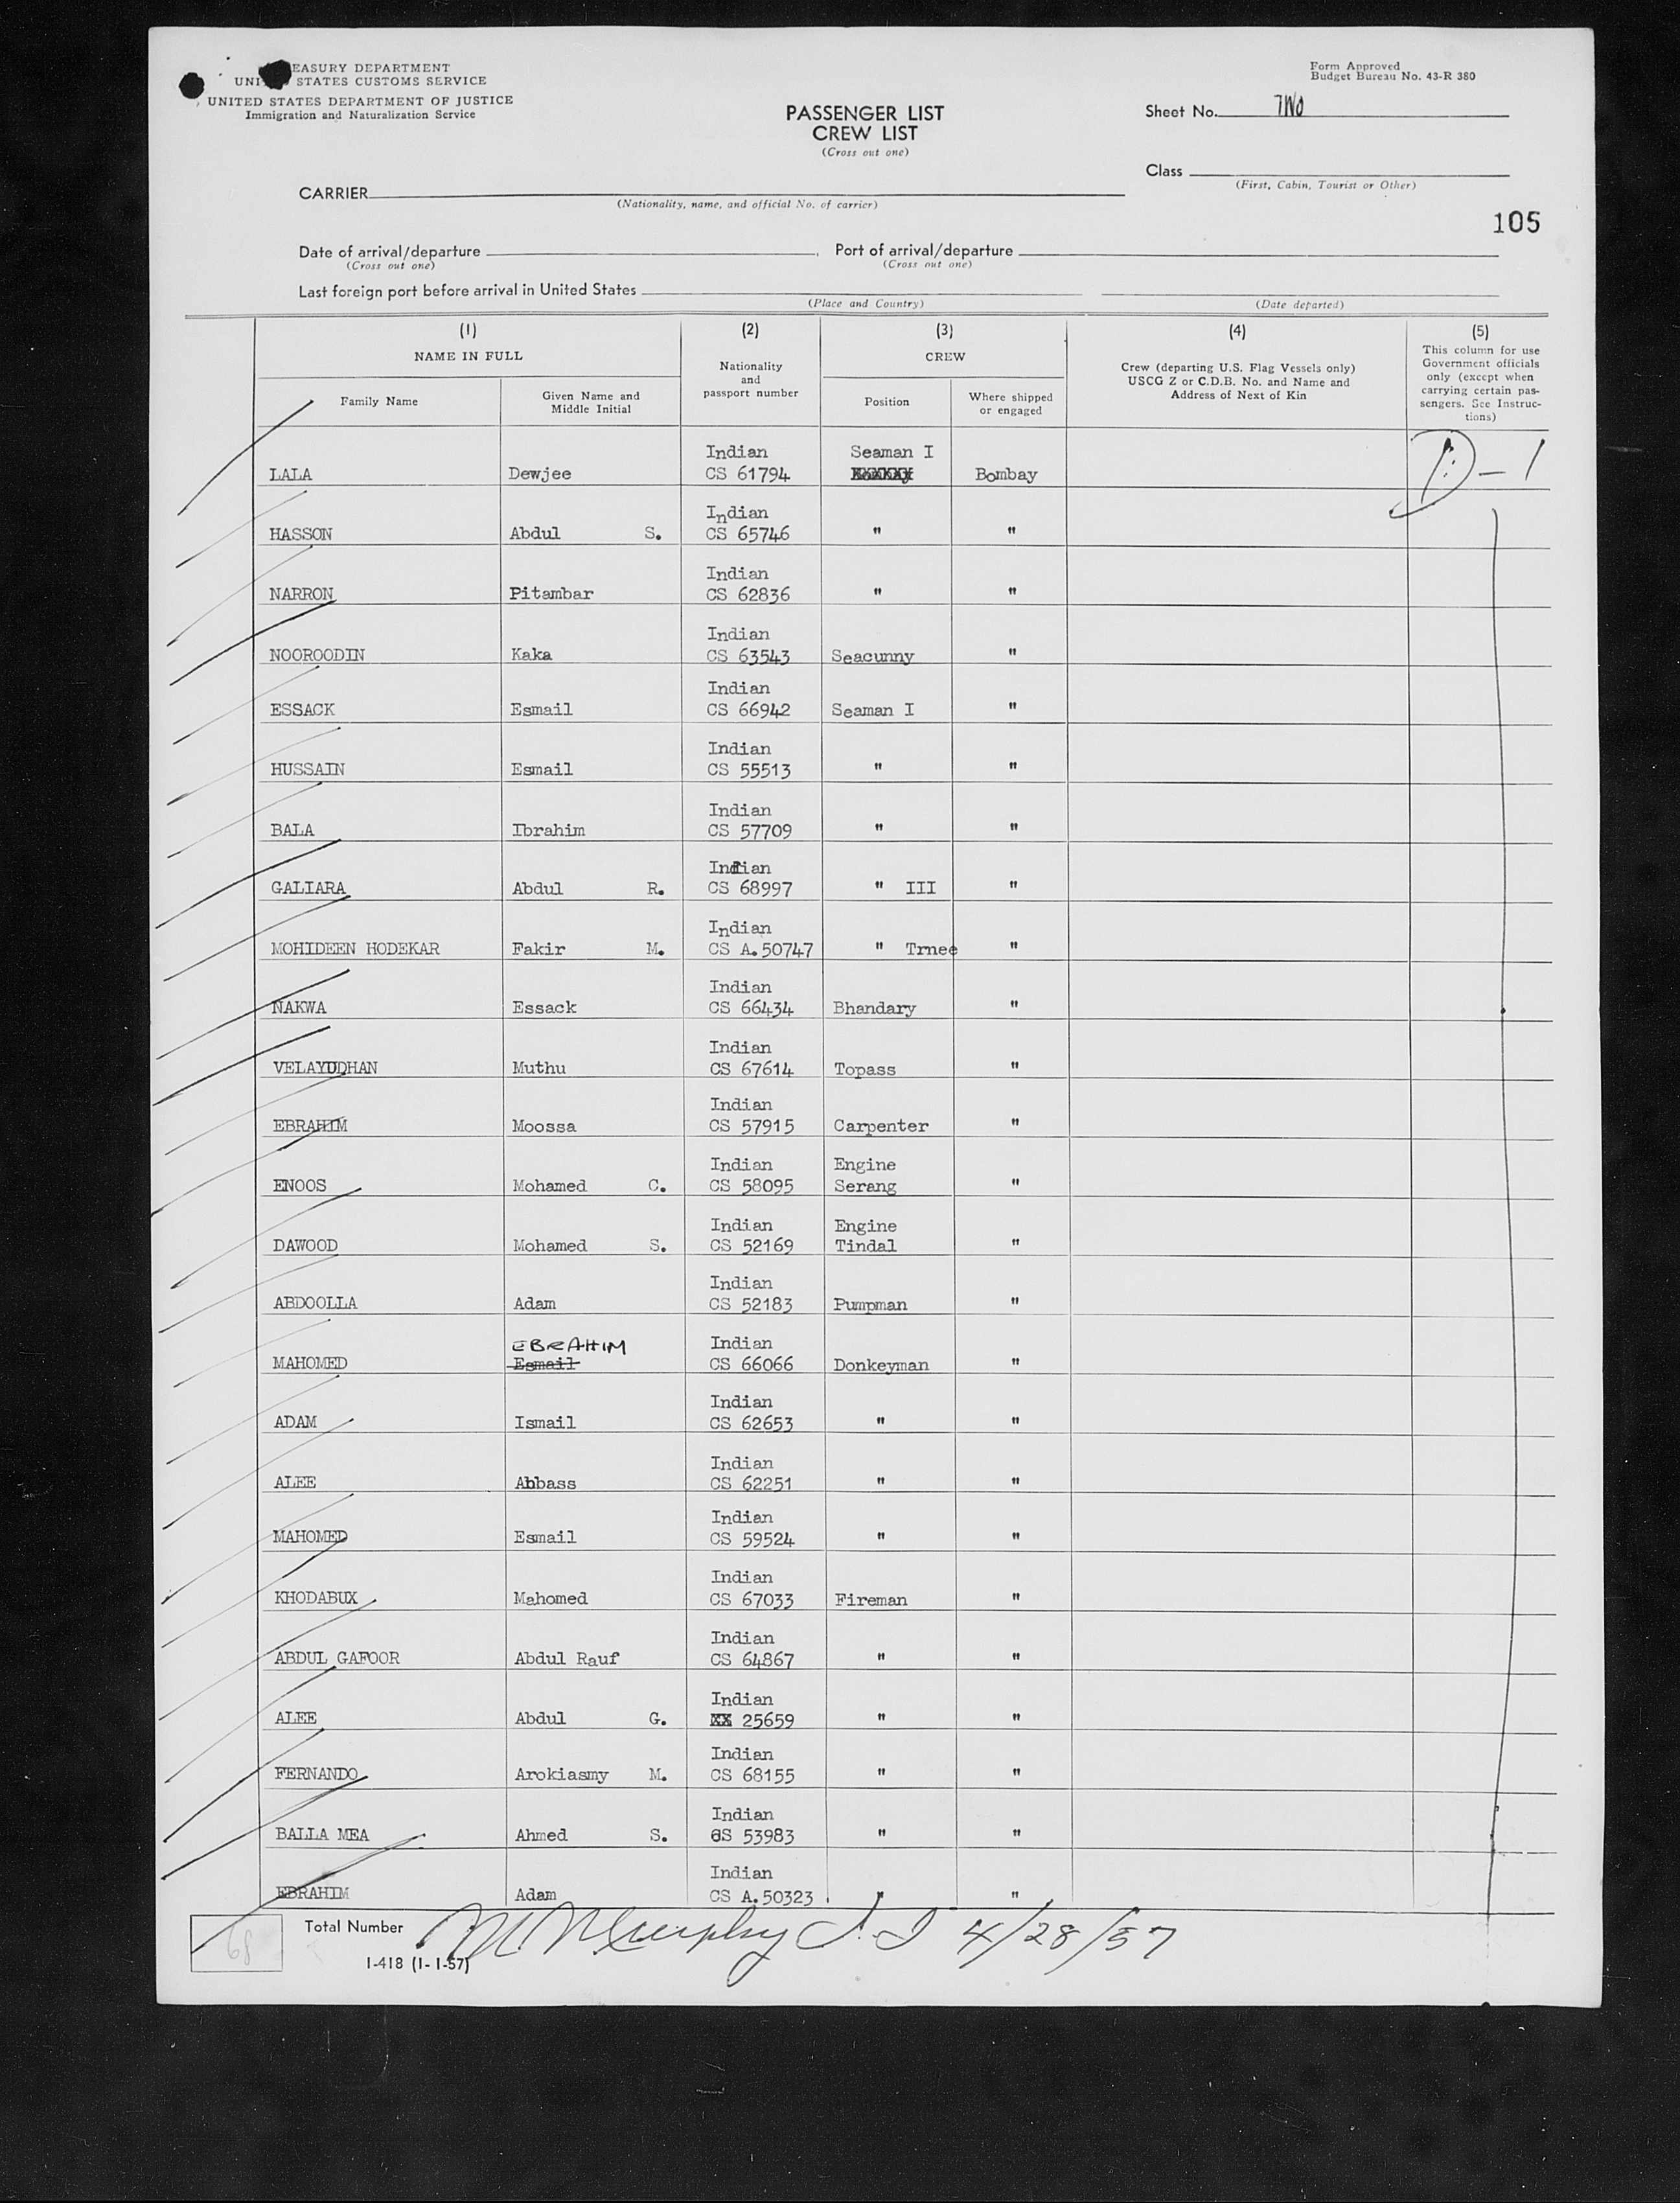 TREASURY DEPARTMENT
UNITED STATES CUSTOMS SERVICE
UNITED STATES DEPARTMENT OF JUSTICE
Immigration and Naturalization Service
Form Approved
Budget Bureau No. 43-R 380
PASSENGER LIST
CREW LIST
(Cross out one)
Sheet No. TWO
Class
(First, Cabin, Tourist or Other)
CARRIER
(Nationality, name, and official No. of carrier)
105
Date of arrival/departure , Port of arrival/departure
(Cross out one) (Cross out one)
Last foreign port before arrival in United States
(Place and Country) (Date departed)
(1) (2) (3) (4) (5)
NAME IN FULL
Family Name
Given Name and
Middle Initial
Nationality
and
passport number
CREW
Position
Where shipped
or engaged
Crew (departing U.S. Flag Vessels only)
USCG Z or C.D.B. No. and Name and
Address of Next of Kin
This column for use
Government officials
only (except when
carrying certain pas-
sengers. See Instruc-
tions)
Indian Seaman I
LALA Dewjee CS 61794 Bombay D-1
Indian
HASSON Abdul S. CS 65746 " "
Indian
NARRON Pitambar CS 62836 " "
Indian
NOOROODIN Kaka CS 63543 Seacunny "
Indian
ESSACK Esmail CS 66942 Seaman I "
Indian
HUSSAIN Esmail CS 55513 " "
Indian
BALA Ibrahim CS 57709 " "
Indian
GALIARA Abdul R. CS 68997 " III "
Indian
MOHIDEEN HODEKAR Fakir M. CS A.50747 " Trnee "
Indian
NAKWA Essack CS 66434 Bhandary "
Indian
VELAYUDHAN Muthu CS 67614 Topass "
Indian
EBRAHIM Moossa CS 57915 Carpenter "
Indian Engine
ENOOS Mohamed C. CS 58095 Serang "
Indian Engine
DAWOOD Mohamed S. CS 52169 Tindal "
Indian
ABDOOLLA Adam CS 52183 Pumpman "
EBRAHIM Indian
MAHOMED Esmail CS 66066 Donkeyman "
Indian
ADAM Ismail CS 62653 " "
Indian
ALEE Abbass CS 62251 " "
Indian
MAHOMED Esmail CS 59524 " "
Indian
KHODABUX Mahomed CS 67033 Fireman "
Indian
ABDUL GAFOOR Abdul Rauf CS 64867 " "
Indian
ALEE Abdul G. XX 25659 " "
Indian
FERNANDO Arokiasmy M. CS 68155 " "
Indian
BALLA MEA Ahmed S. CS 53983 " "
Indian
EBRAHIM Adam CS A.50323 " "
68
Total Number
Murphy 4/28/57
I-418 (1-1-57)